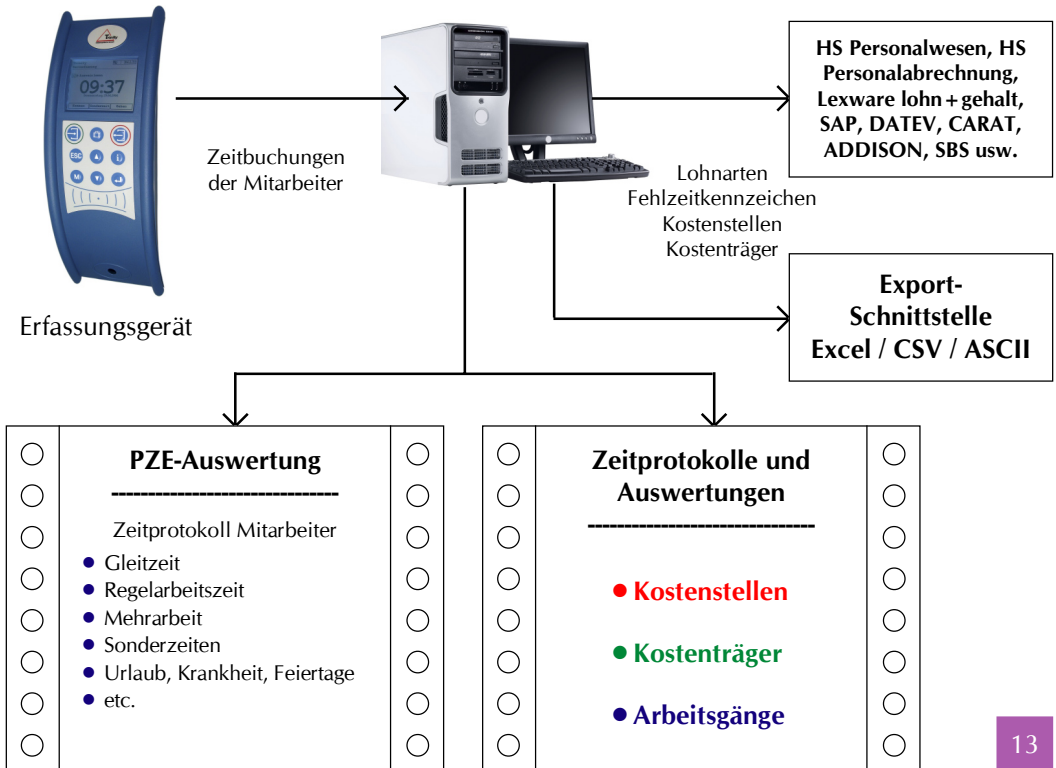 09:37
ESC
Zeitbuchungen
der Mitarbeiter
Erfassungsgerät
HS Personalwesen, HS
Personalabrechnung,
Lexware lohn+gehalt,
SAP, DATEV, CARAT,
ADDISON, SBS usw.
Lohnarten
Fehlzeitkennzeichen
Kostenstellen
Kostenträger
Export-
Schnittstelle
Excel / CSV / ASCII
PZE-Auswertung
-------------------------------
Zeitprotokoll Mitarbeiter
• Gleitzeit
• Regelarbeitszeit
• Mehrarbeit
• Sonderzeiten
• Urlaub, Krankheit, Feiertage
• etc.
Zeitprotokolle und
Auswertungen
-------------------------------
• Kostenstellen
• Kostenträger
• Arbeitsgänge
13